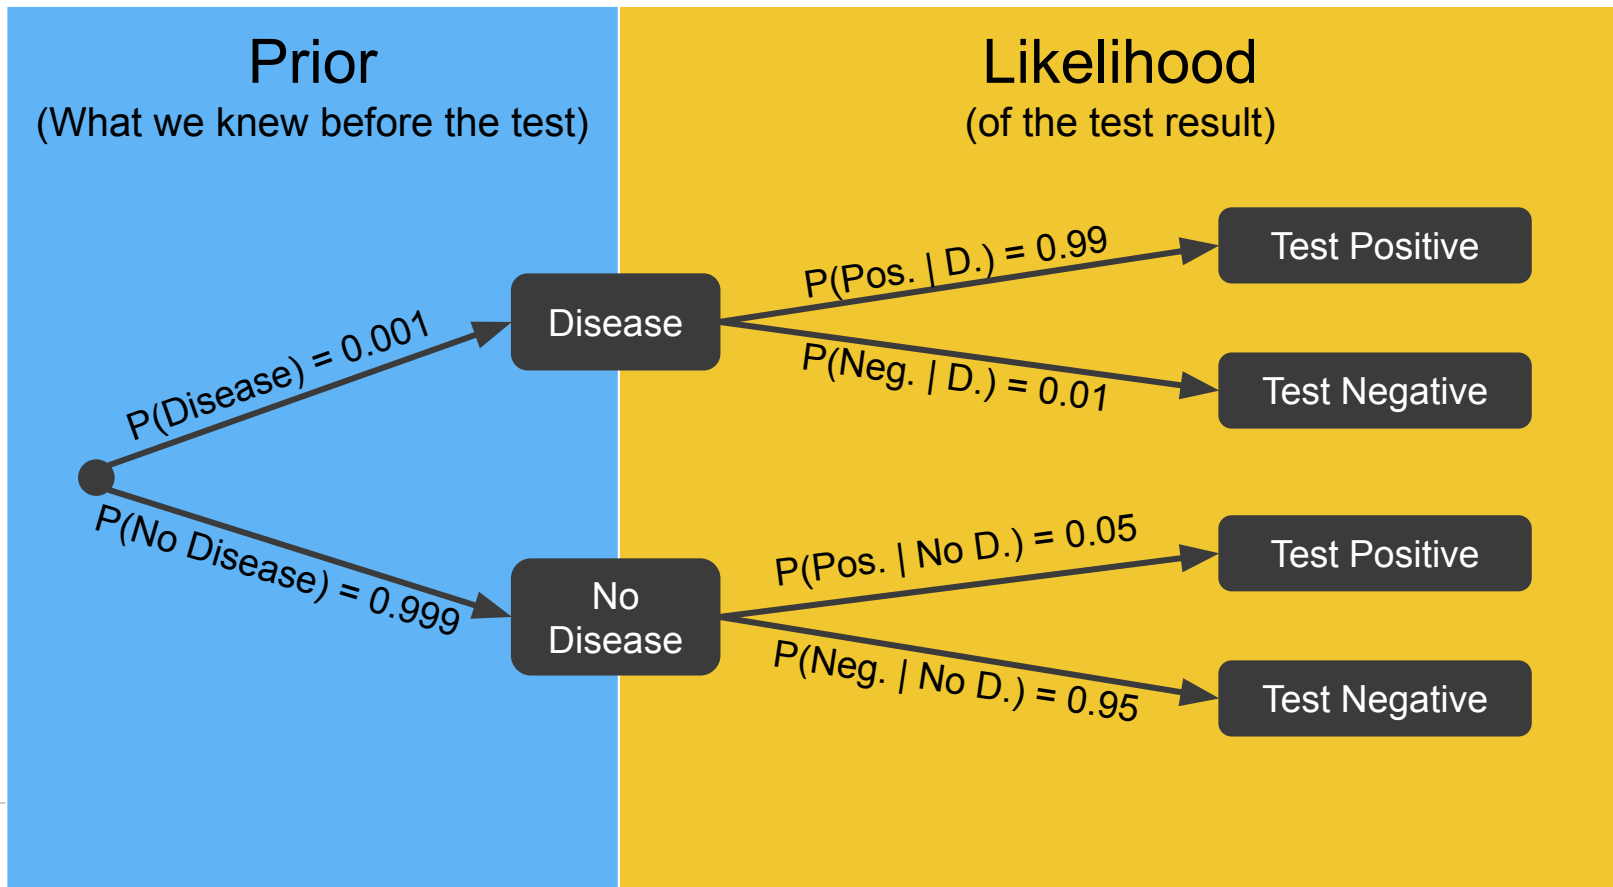 Prior
(What we knew before the test)
Likelihood
(of the test result)
P(Disease) = 0.001
P(No Disease) = 0.999
Disease
No
Disease
P(Pos. | D.) = 0.99
P(Neg. | D.) = 0.01
P(Pos. | No D.) = 0.05
P(Neg. | No D.) = 0.95
Test Positive
Test Negative
Test Positive
Test Negative